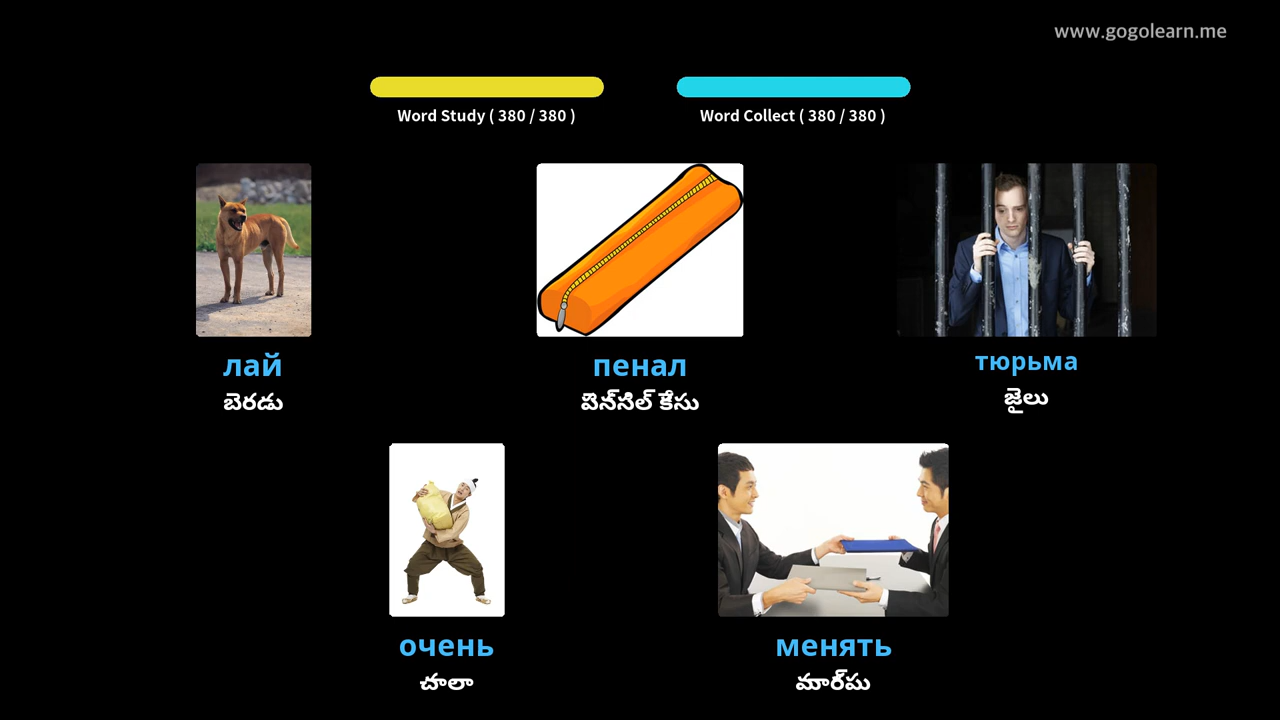 www.gogolearn.me
Word Study ( 380 / 380 )
Word Collect ( 380 / 380 )
лай
బెరడు
пенал
పెన్‌సిల్ కేసు
тюрьма
జైలు
очень
చాలా
менять
మార్‌పు